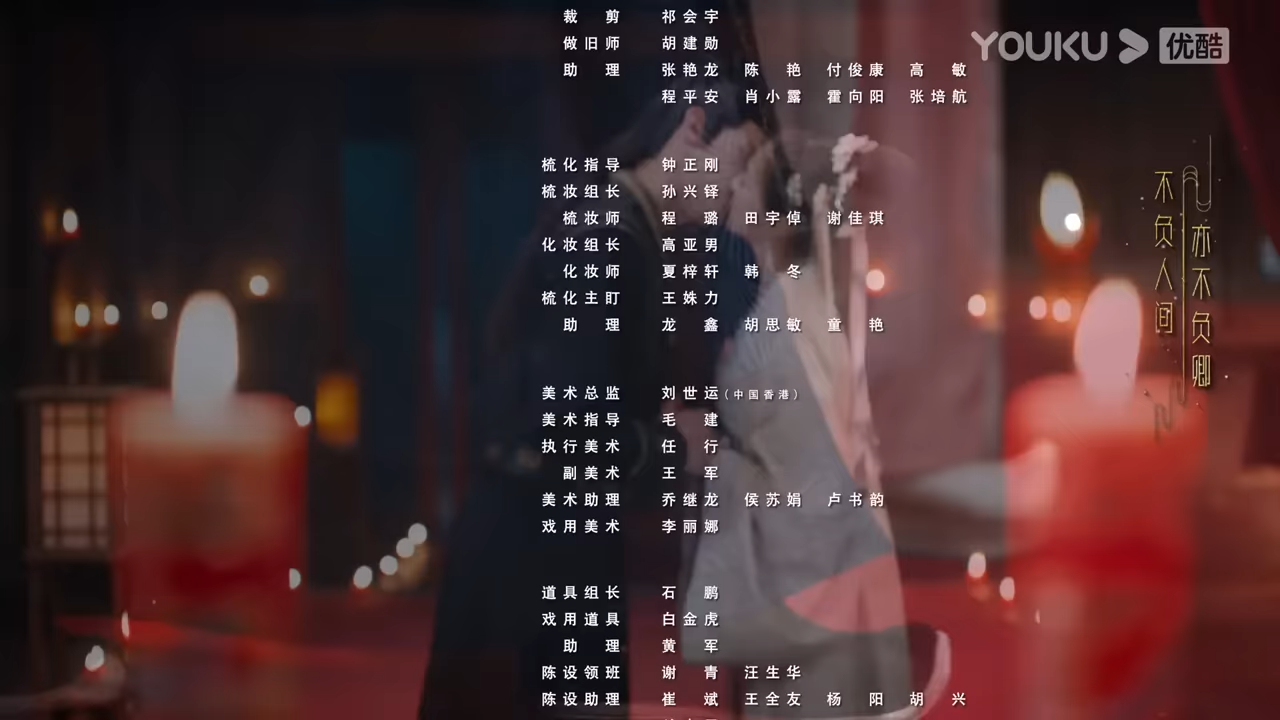 裁剪 祁会宇
做旧师 胡建勋
助理 张艳龙 陈艳 付俊康 高敏
程平安 肖小露 霍向阳 张培航
梳化指导 钟正刚
梳妆组长 孙兴铎
梳妆师 程璐 田宇倬 谢佳琪
化妆组长 高亚男
化妆师 夏梓轩 韩冬
梳化主盯 王姝力
助理 龙鑫 胡思敏 童艳
美术总监 刘世运(中国香港)
美术指导 毛建
执行美术 任行
副美术 王军
美术助理 乔继龙 侯苏娟 卢书韵
戏用美术 李丽娜
道具组长 石鹏
戏用道具 白金虎
助理 黄军
陈设领班 谢青 汪生华
陈设助理 崔斌 王全友 杨阳 胡兴
YOUKU 优酷
不负人间
亦不负卿